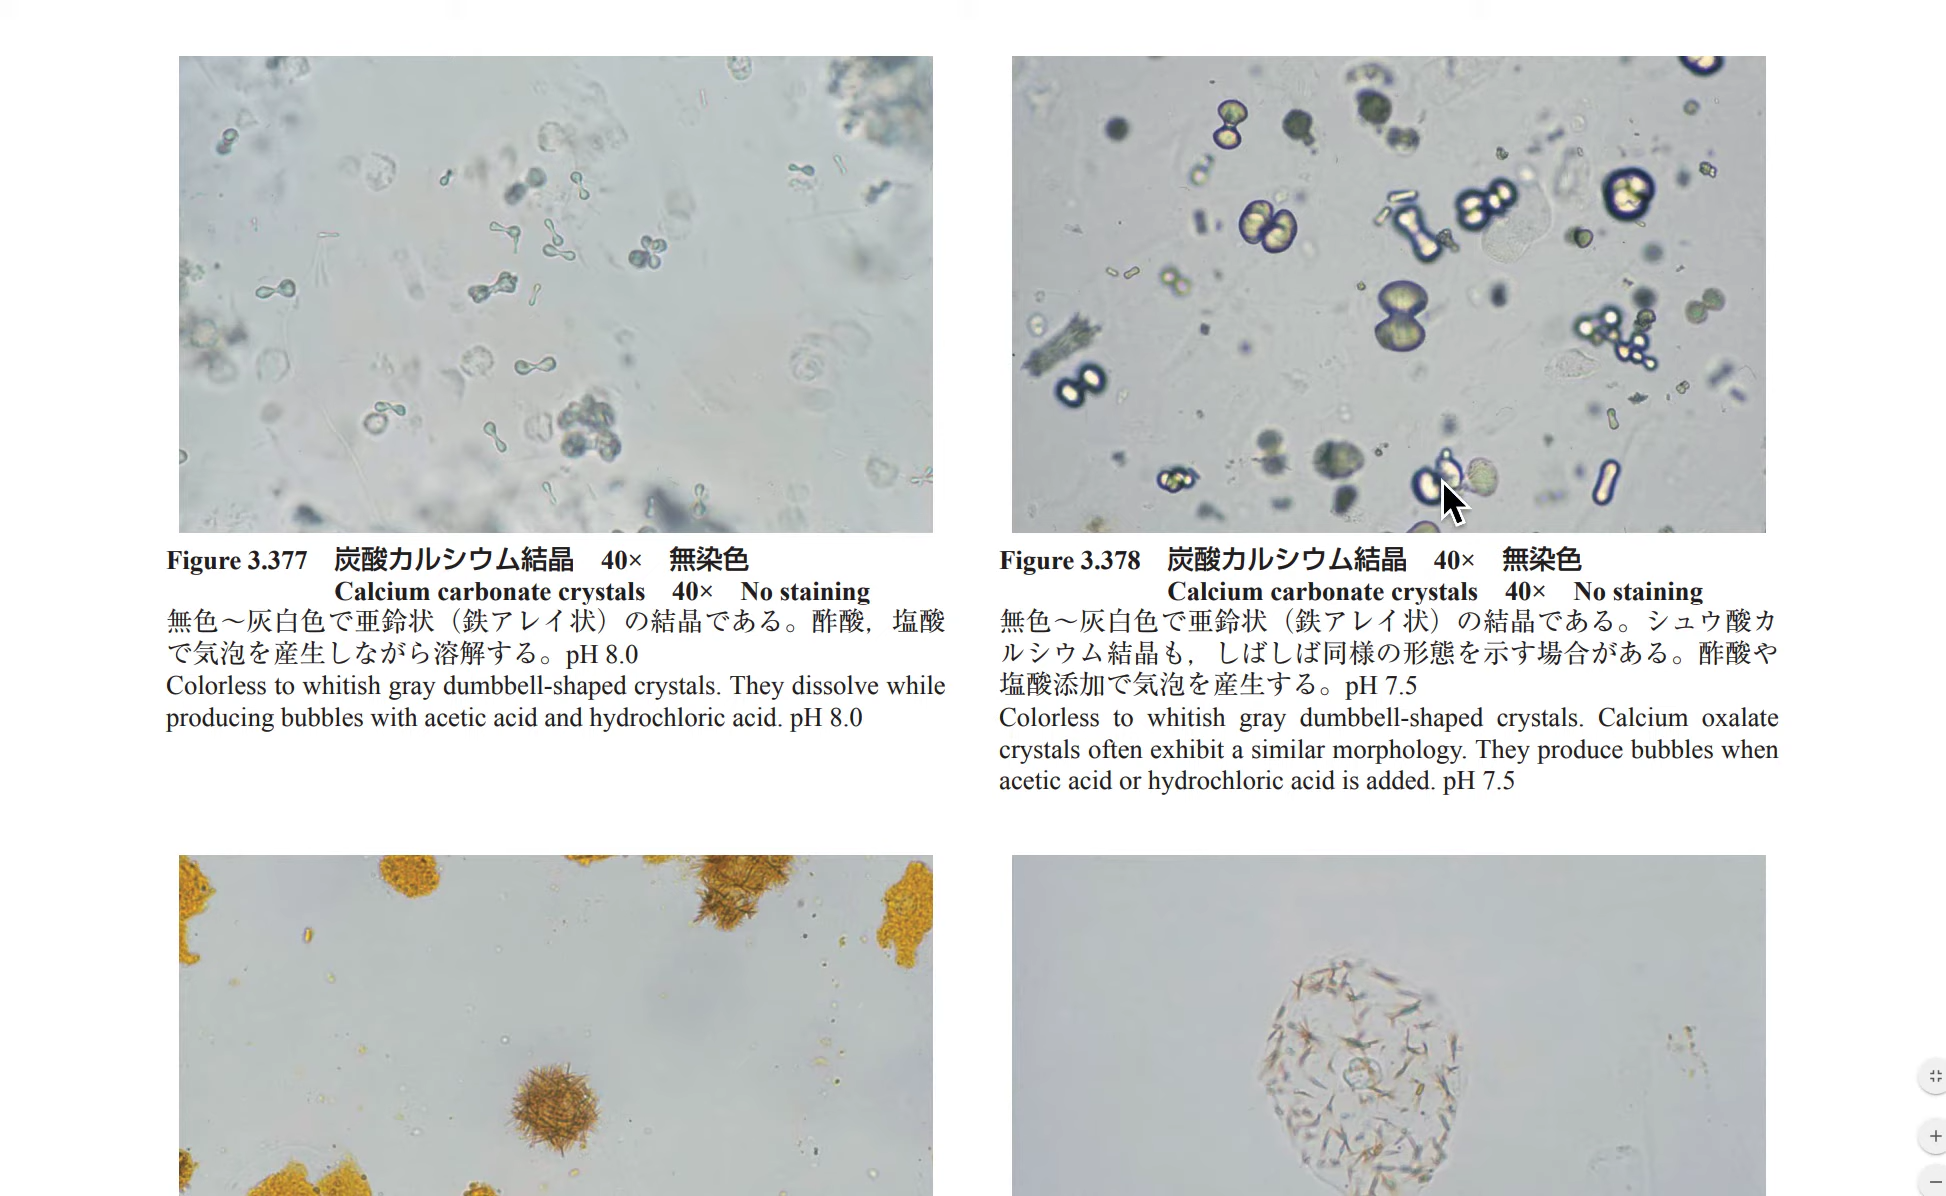 Figure 3.377　炭酸カルシウム結晶　40×　無染色
Calcium carbonate crystals　40×　No staining
無色～灰白色で亜鈴状（鉄アレイ状）の結晶である。酢酸，塩酸
で気泡を産生しながら溶解する。pH 8.0
Colorless to whitish gray dumbbell-shaped crystals. They dissolve while
producing bubbles with acetic acid and hydrochloric acid. pH 8.0
Figure 3.378　炭酸カルシウム結晶　40×　無染色
Calcium carbonate crystals　40×　No staining
無色～灰白色で亜鈴状（鉄アレイ状）の結晶である。シュウ酸カ
ルシウム結晶も，しばしば同様の形態を示す場合がある。酢酸や
塩酸添加で気泡を産生する。pH 7.5
Colorless to whitish gray dumbbell-shaped crystals. Calcium oxalate
crystals often exhibit a similar morphology. They produce bubbles when
acetic acid or hydrochloric acid is added. pH 7.5